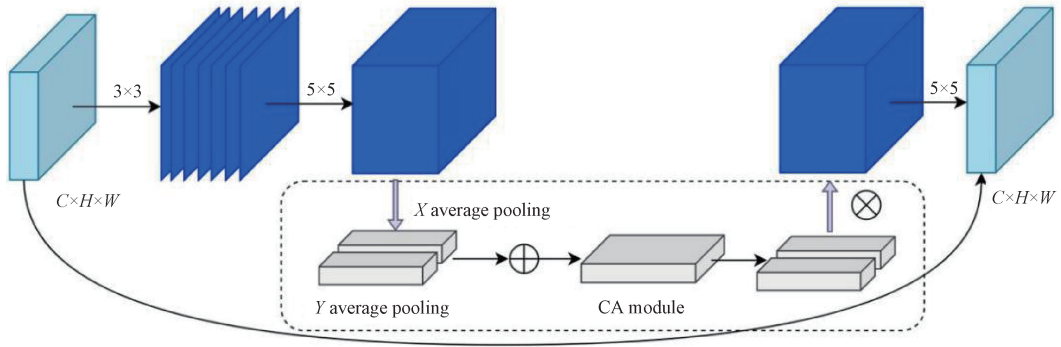 3×3
5×5
5×5
C×H×W
C×H×W
X average pooling
Y average pooling
CA module